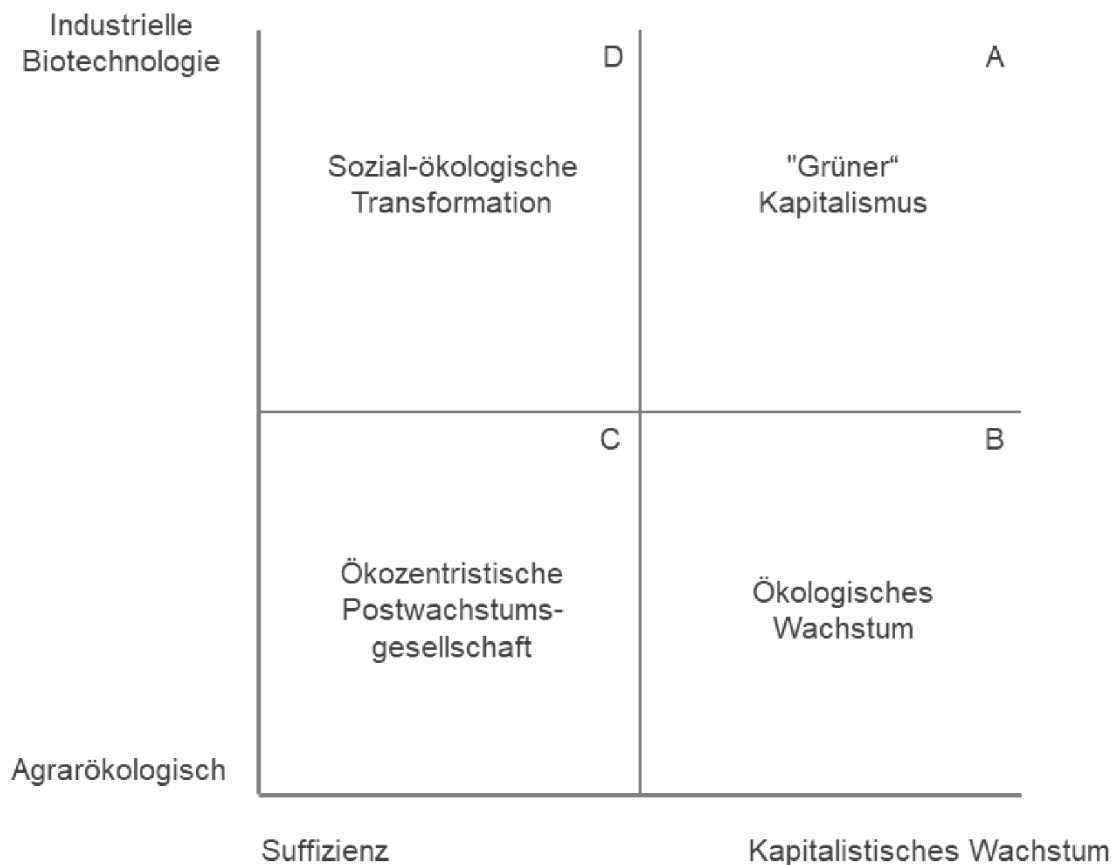 Industrielle
Biotechnologie
D
A
Sozial-ökologische
Transformation
"Grüner“
Kapitalismus
C
B
Ökozentristische
Postwachstums-
gesellschaft
Ökologisches
Wachstum
Agrarökologisch
Suffizienz
Kapitalistisches Wachstum